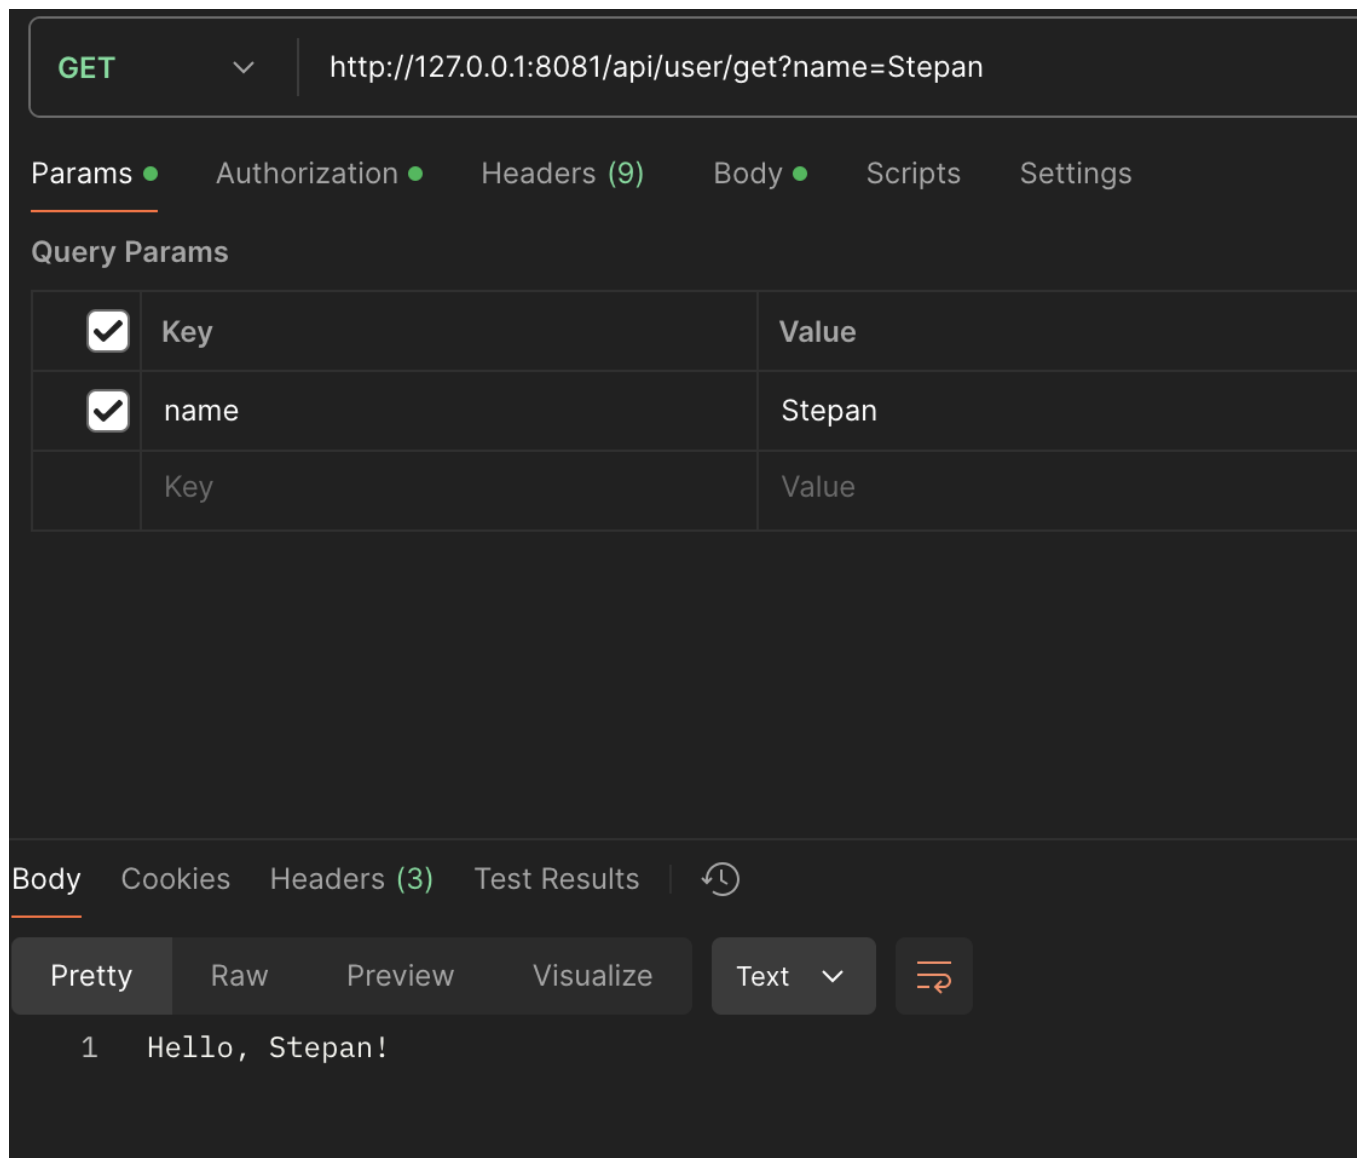 GET http://127.0.0.1:8081/api/user/get?name=Stepan
Params Authorization Headers (9) Body Scripts Settings
Query Params
Key Value
name Stepan
Key Value
Body Cookies Headers (3) Test Results
Pretty Raw Preview Visualize Text
1 Hello, Stepan!